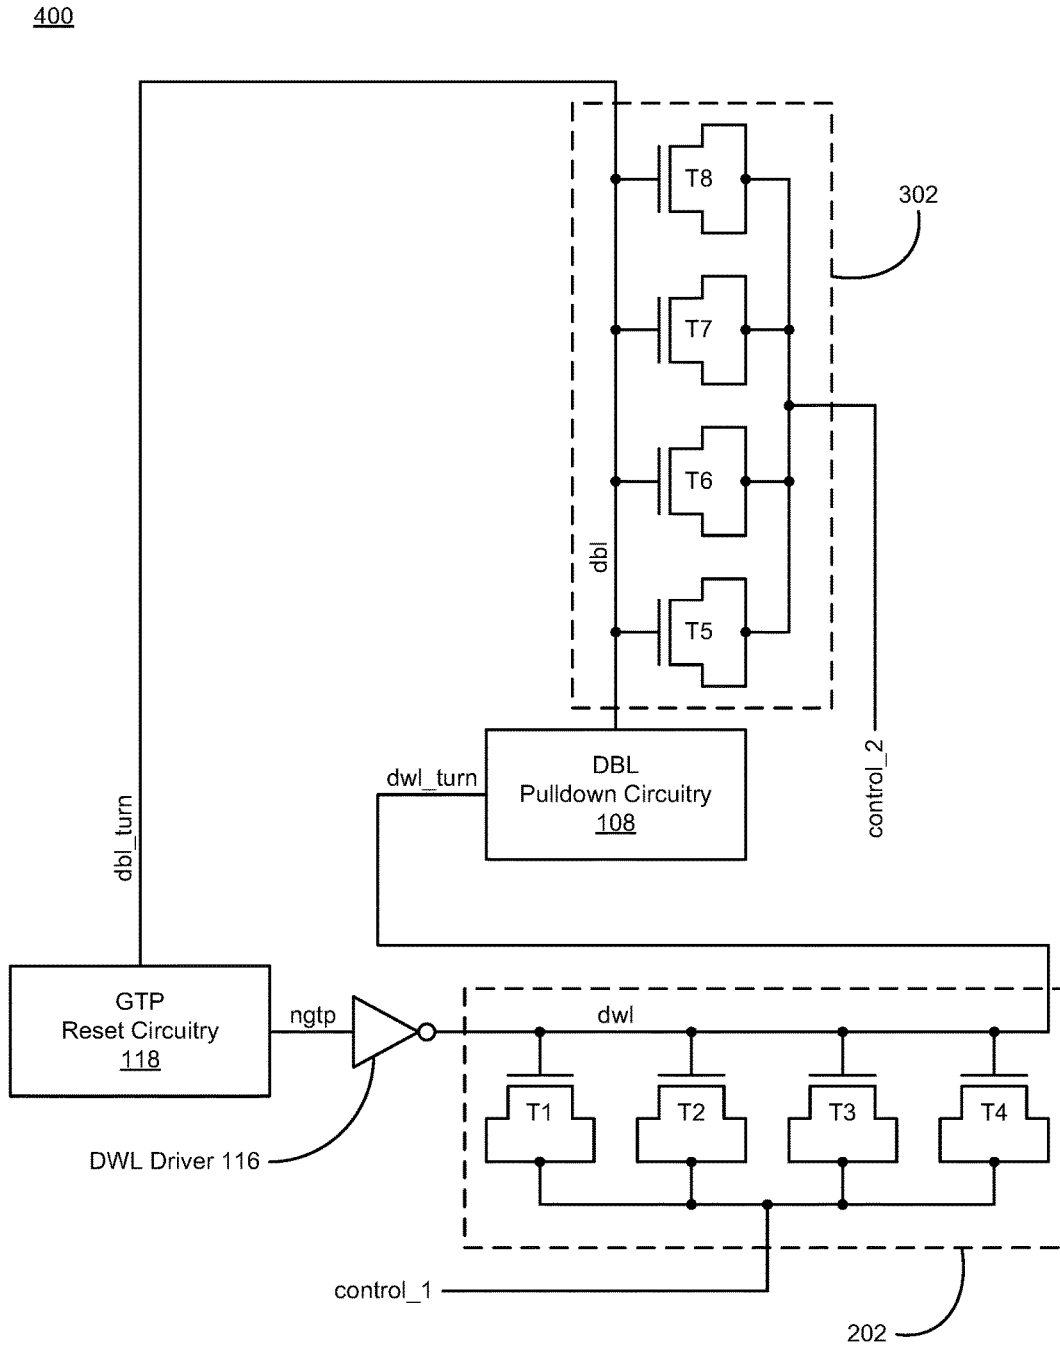 400
T8
302
T7
T6
dbl
T5
DBL
Pulldown Circuitry
108
dwl_turn
control_2
dbl_turn
GTP
Reset Circuitry
118
ngtp
dwl
T1
T2
T3
T4
DWL Driver 116
control_1
202